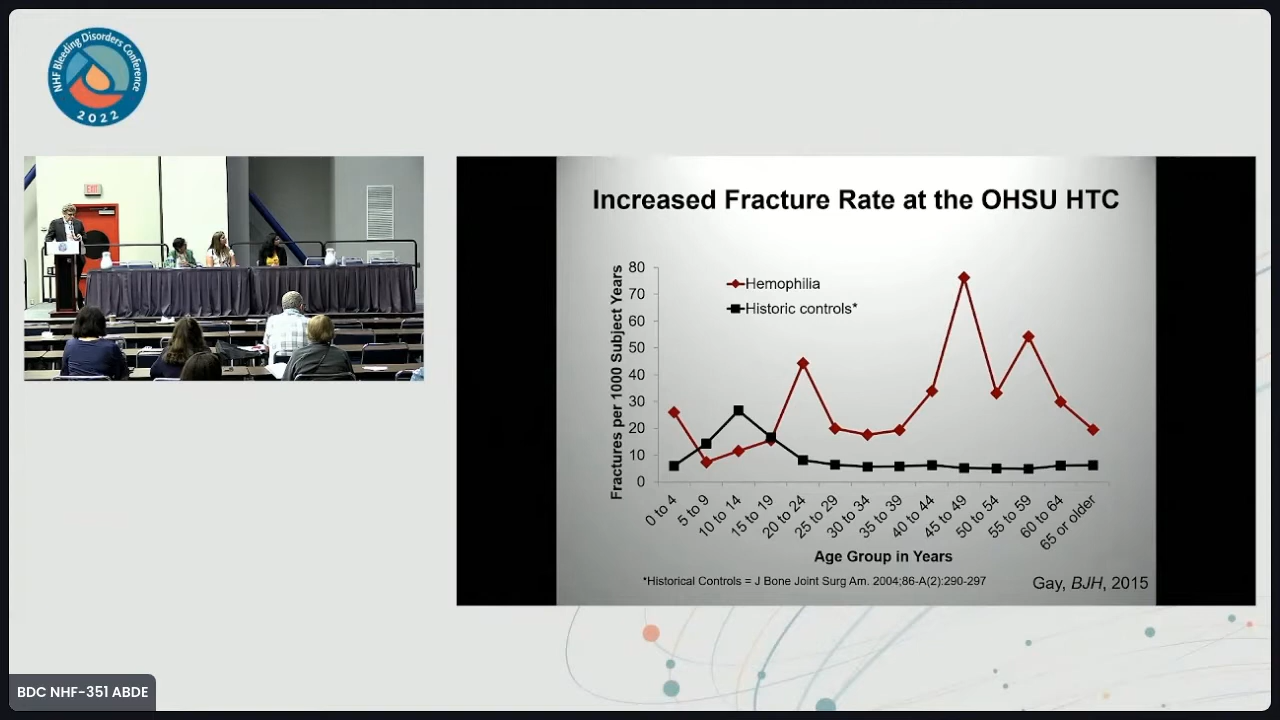 NHF Bleeding Disorders Conference
2022
EXIT
Increased Fracture Rate at the OHSU HTC
Fractures per 1000 Subject Years
80
70
60
50
40
30
20
10
0
Hemophilia
Historic controls*
0 to 4
5 to 9
10 to 14
15 to 19
20 to 24
25 to 29
30 to 34
35 to 39
40 to 44
45 to 49
50 to 54
55 to 59
60 to 64
65 or older
Age Group in Years
*Historical Controls = J Bone Joint Surg Am. 2004;86-A(2):290-297
Gay, BJH, 2015
BDC NHF-351 ABDE